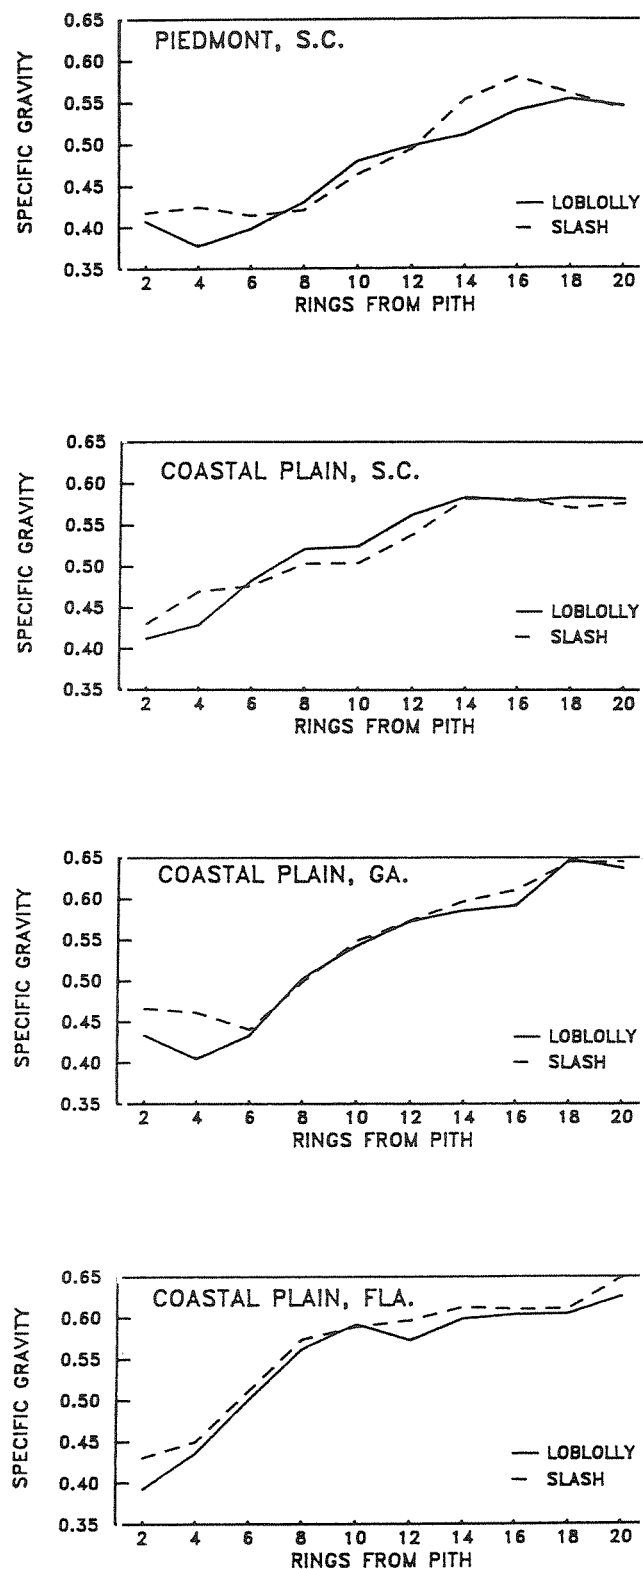 PIEDMONT, S.C.
SPECIFIC GRAVITY
0.65
0.60
0.55
0.50
0.45
0.40
0.35
LOBLOLLY
SLASH
2 4 6 8 10 12 14 16 18 20
RINGS FROM PITH
COASTAL PLAIN, S.C.
SPECIFIC GRAVITY
0.65
0.60
0.55
0.50
0.45
0.40
0.35
LOBLOLLY
SLASH
2 4 6 8 10 12 14 16 18 20
RINGS FROM PITH
COASTAL PLAIN, GA.
SPECIFIC GRAVITY
0.65
0.60
0.55
0.50
0.45
0.40
0.35
LOBLOLLY
SLASH
2 4 6 8 10 12 14 16 18 20
RINGS FROM PITH
COASTAL PLAIN, FLA.
SPECIFIC GRAVITY
0.65
0.60
0.55
0.50
0.45
0.40
0.35
LOBLOLLY
SLASH
2 4 6 8 10 12 14 16 18 20
RINGS FROM PITH